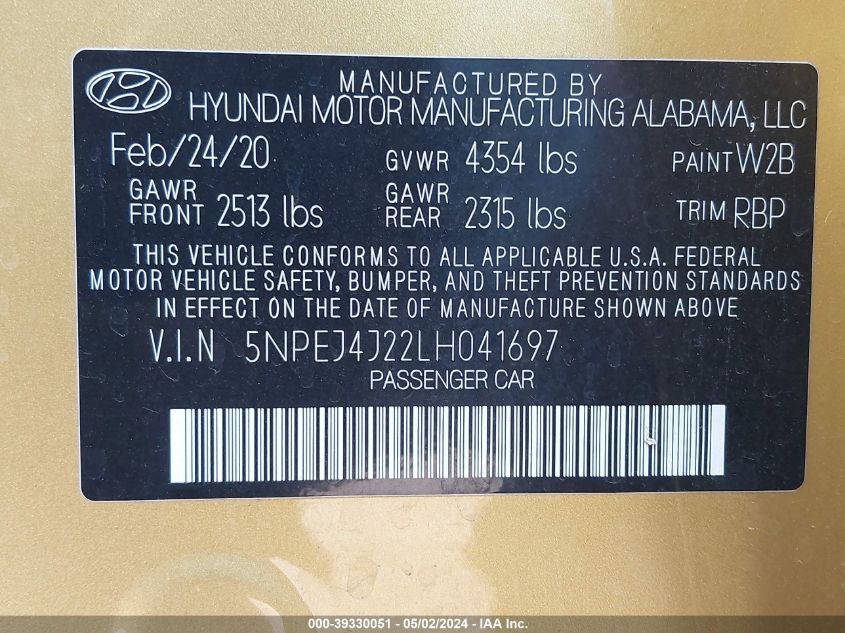 MANUFACTURED BY
HYUNDAI MOTOR MANUFACTURING ALABAMA, LLC
Feb/24/20 GVWR 4354 lbs PAINT W2B
GAWR FRONT 2513 lbs GAWR REAR 2315 lbs TRIM RBP
THIS VEHICLE CONFORMS TO ALL APPLICABLE U.S.A. FEDERAL
MOTOR VEHICLE SAFETY, BUMPER, AND THEFT PREVENTION STANDARDS
IN EFFECT ON THE DATE OF MANUFACTURE SHOWN ABOVE
V.I.N 5NPEJ4J22LH041697
PASSENGER CAR
000-39330051 - 05/02/2024 - IAA Inc.